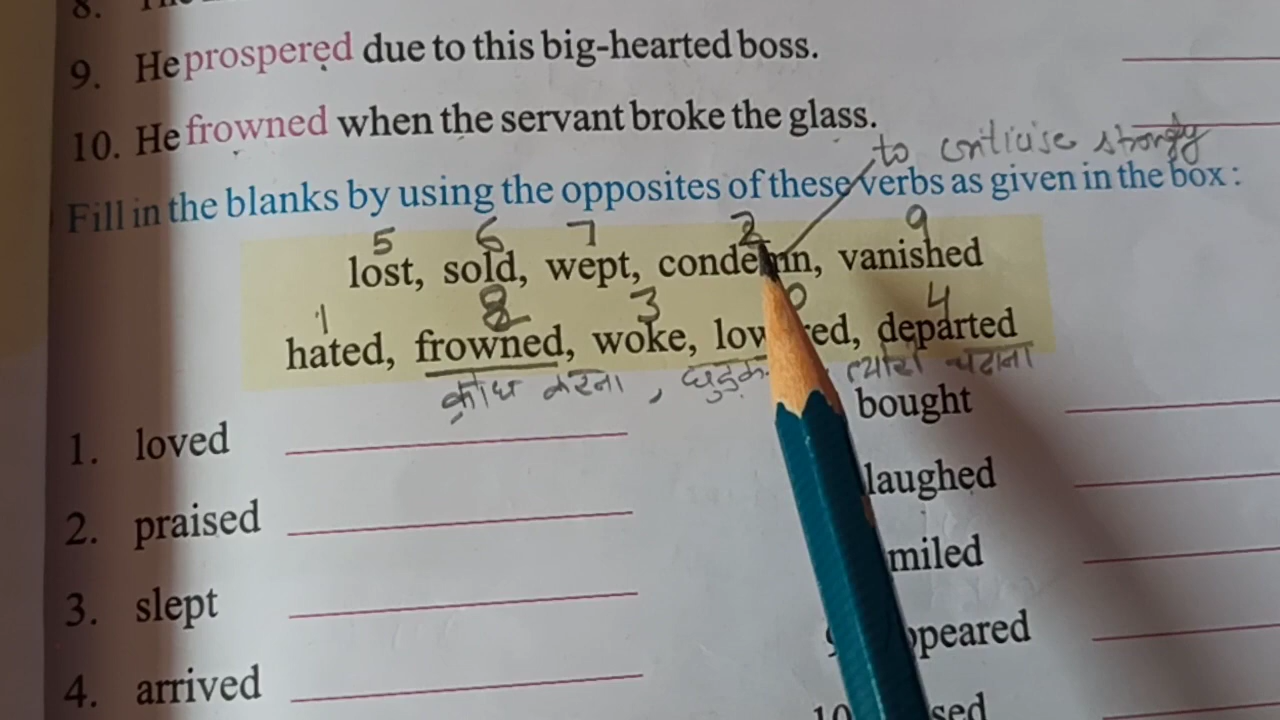 8.
9. He prospered due to this big-hearted boss.
10. He frowned when the servant broke the glass.
to criticise strongly
Fill in the blanks by using the opposites of these verbs as given in the box :
5 6 7 2 9
lost, sold, wept, condemn, vanished
1 8 3 4
hated, frowned, woke, departed
क्रोध करना , त्योरी चढाना
1. loved bought
2. praised laughed
3. slept
4. arrived